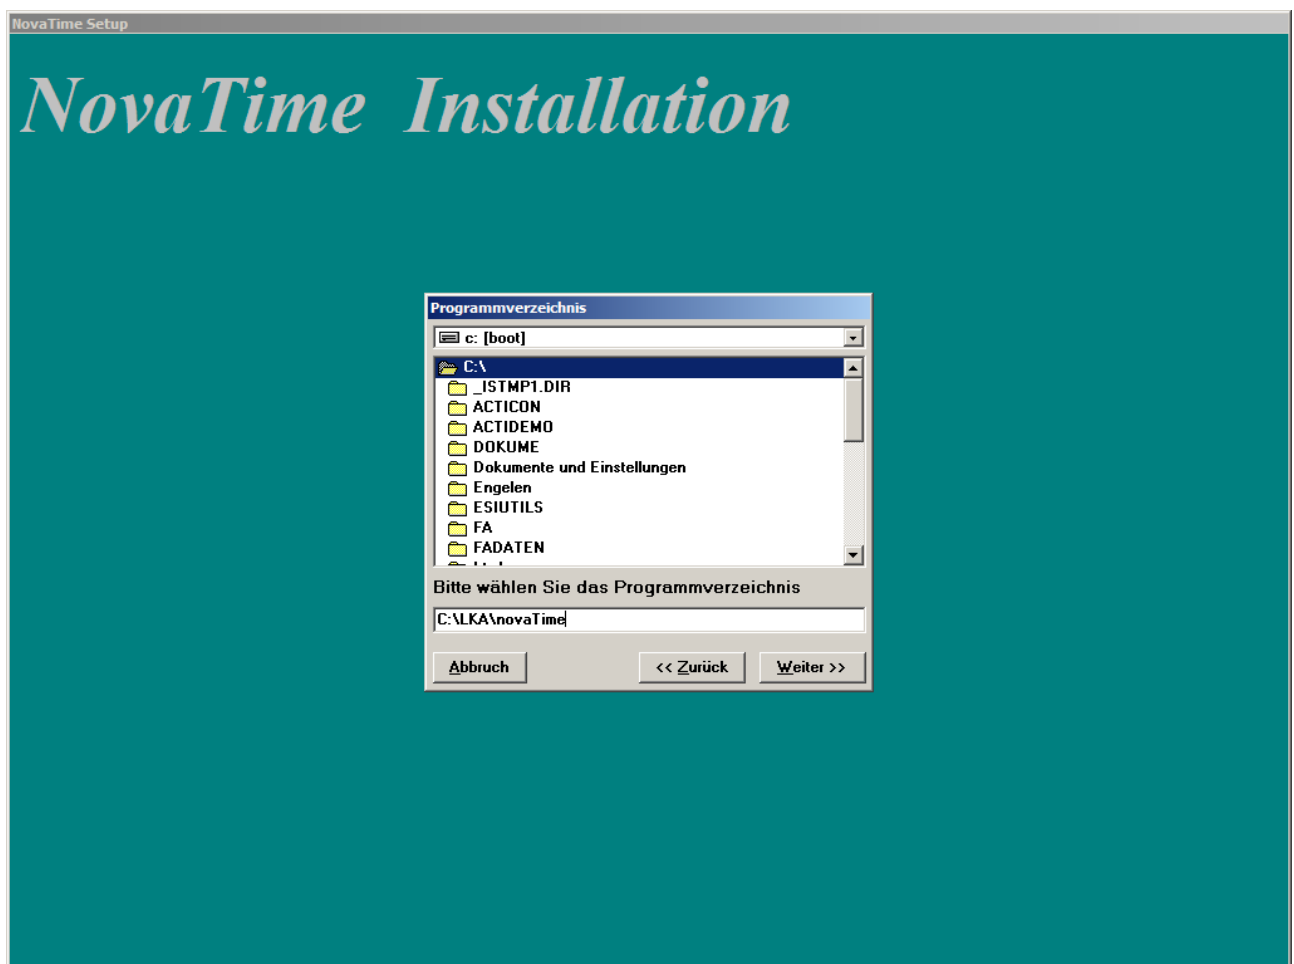 NovaTime Setup
NovaTime Installation
Programmverzeichnis
c: [boot]
C:\
_ISTMP1.DIR
ACTICON
ACTIDEMO
DOKUME
Dokumente und Einstellungen
Engelen
ESIUTILS
FA
FADATEN
Bitte wählen Sie das Programmverzeichnis
C:\LKA\novaTime
Abbruch << Zurück Weiter >>